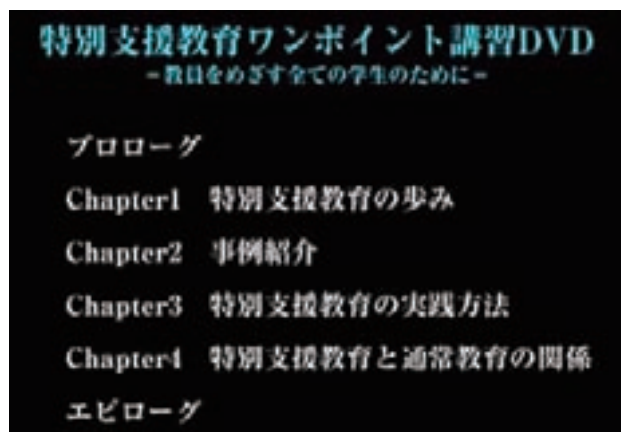 特別支援教育ワンポイント講習DVD
－教員をめざす全ての学生のために－
プロローグ
Chapter1 特別支援教育の歩み
Chapter2 事例紹介
Chapter3 特別支援教育の実践方法
Chapter4 特別支援教育と通常教育の関係
エピローグ